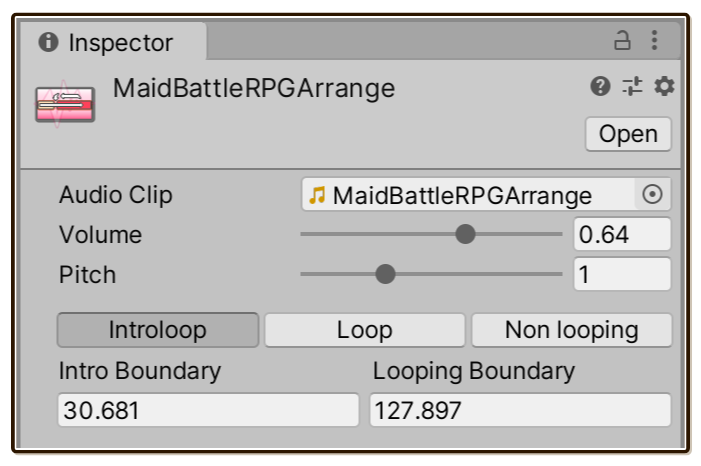 Inspector
MaidBattleRPGArrange
Open
Audio Clip MaidBattleRPGArrange
Volume 0.64
Pitch 1
Introloop Loop Non looping
Intro Boundary Looping Boundary
30.681 127.897